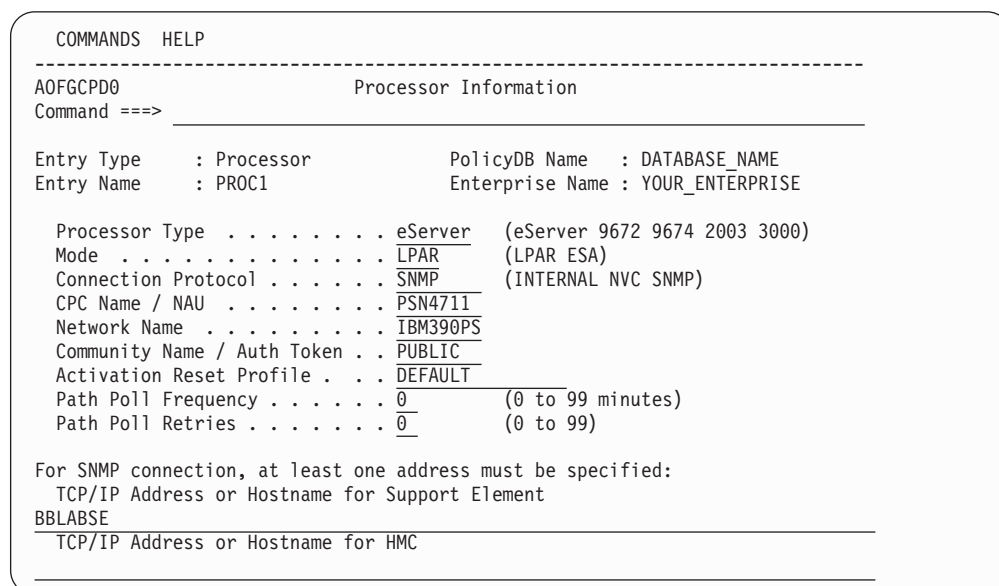 COMMANDS HELP
-------------------------------------------------------------------------------
AOFGCPD0 Processor Information
Command ===>
Entry Type : Processor PolicyDB Name : DATABASE_NAME
Entry Name : PROC1 Enterprise Name : YOUR_ENTERPRISE
Processor Type . . . . . . . . eServer (eServer 9672 9674 2003 3000)
Mode . . . . . . . . . . . . . LPAR (LPAR ESA)
Connection Protocol . . . . . . SNMP (INTERNAL NVC SNMP)
CPC Name / NAU . . . . . . . . PSN4711
Network Name . . . . . . . . . IBM390PS
Community Name / Auth Token . . PUBLIC
Activation Reset Profile . . . DEFAULT
Path Poll Frequency . . . . . . 0 (0 to 99 minutes)
Path Poll Retries . . . . . . . 0 (0 to 99)
For SNMP connection, at least one address must be specified:
TCP/IP Address or Hostname for Support Element
BBLABSE
TCP/IP Address or Hostname for HMC